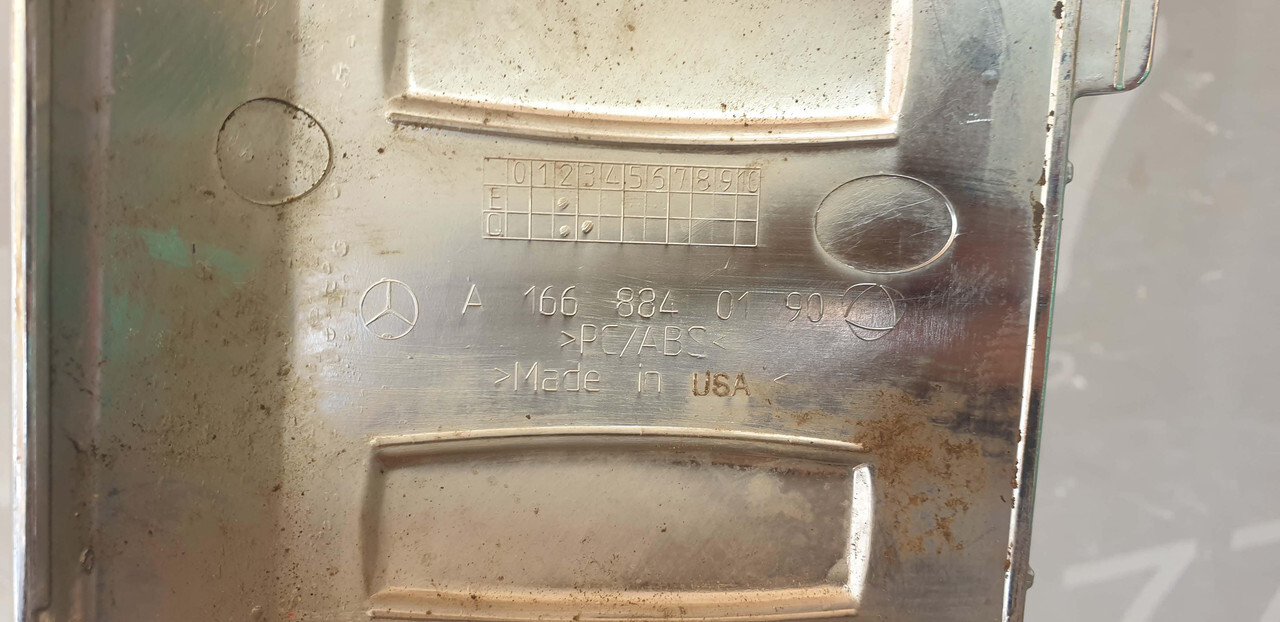 0 1 2 3 4 5 6 7 8 9 10
E
Q
A 166 884 01 90
>PC/ABS<
>Made in USA <